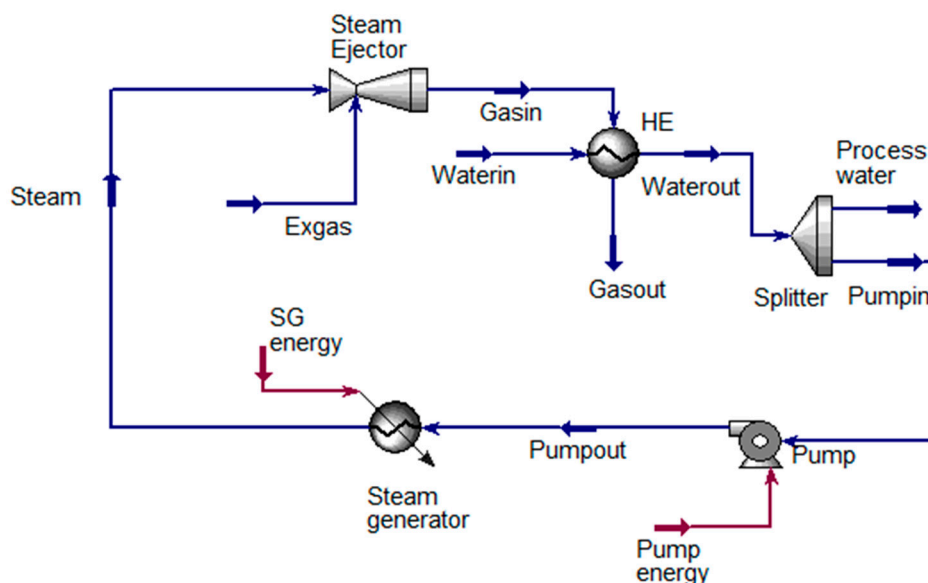 Steam
Ejector
Gasin
HE
Process
water
Waterin
Waterout
Steam
Exgas
Gasout
Splitter
Pumpin
SG
energy
Pumpout
Pump
Steam
generator
Pump
energy